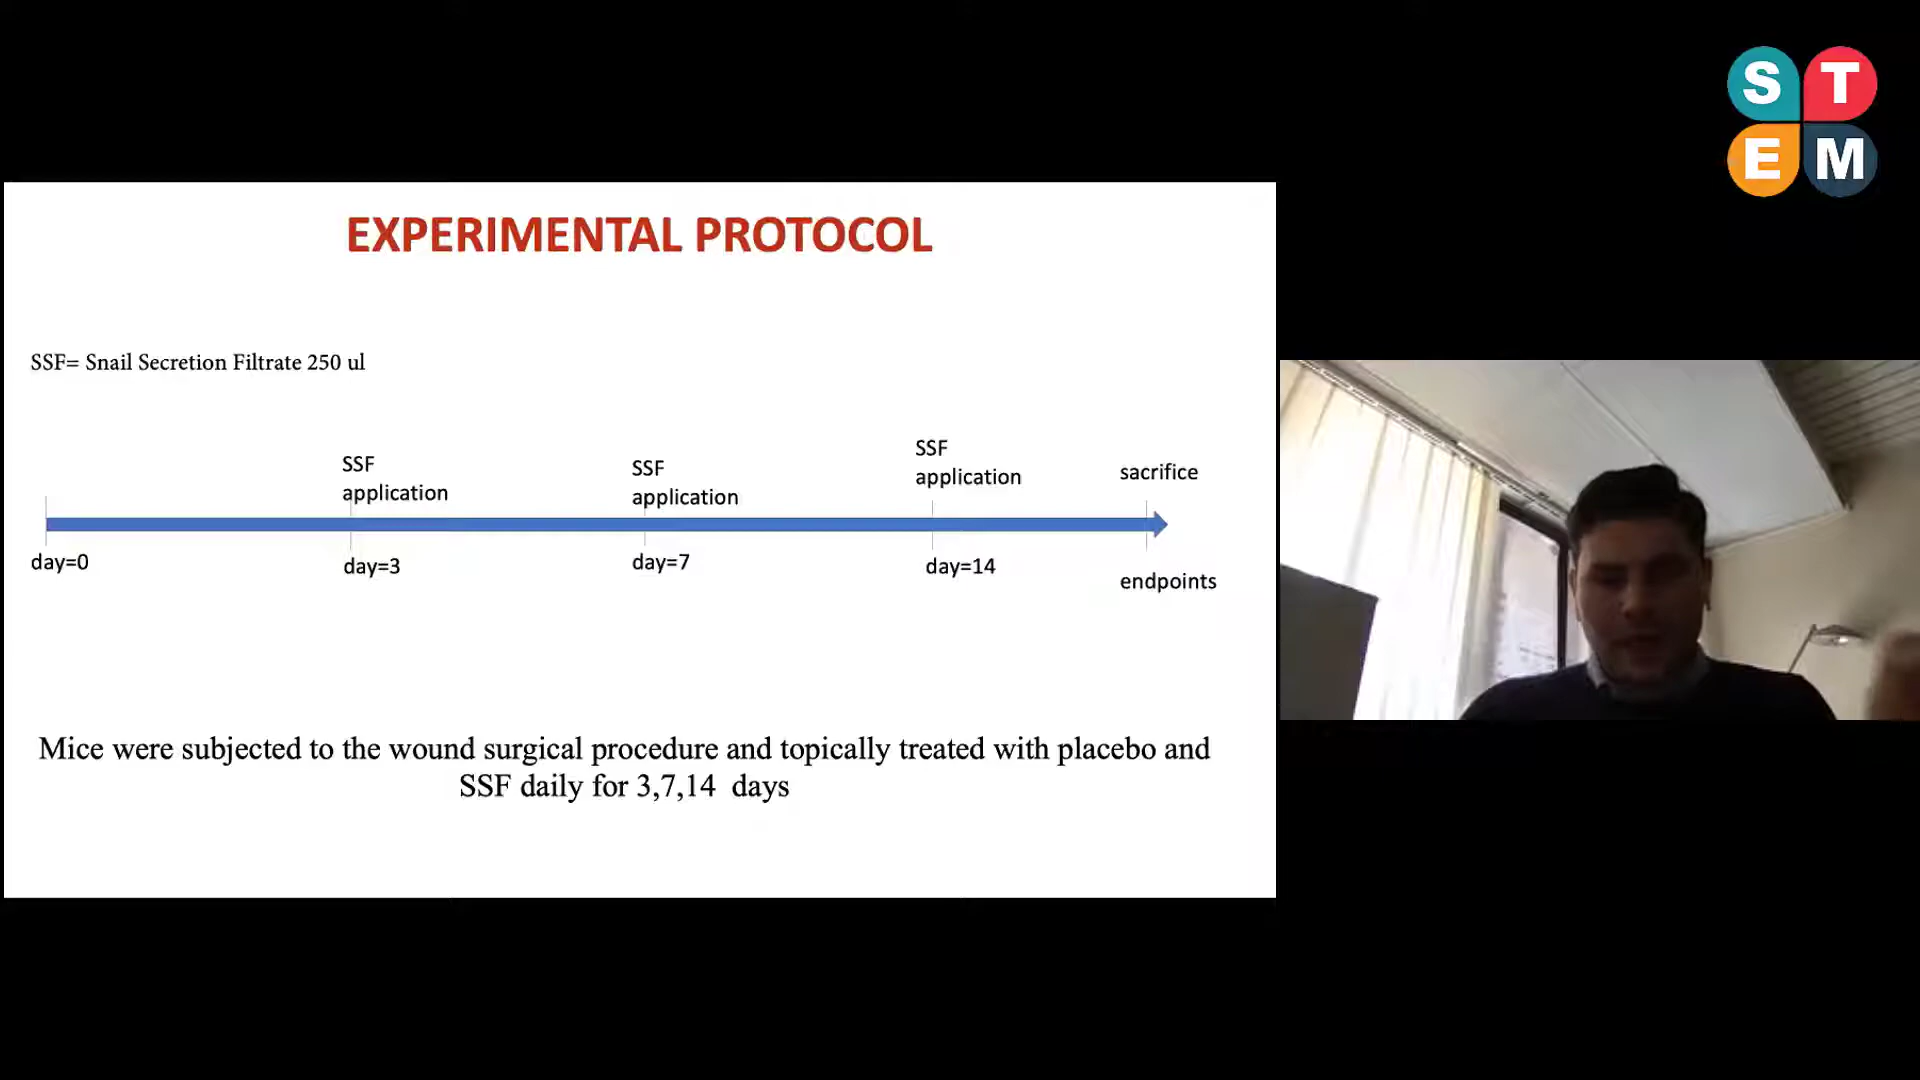 S T
E M
EXPERIMENTAL PROTOCOL
SSF= Snail Secretion Filtrate 250 ul
SSF
application
SSF
application
SSF
application
sacrifice
day=0
day=3
day=7
day=14
endpoints
Mice were subjected to the wound surgical procedure and topically treated with placebo and
SSF daily for 3,7,14 days